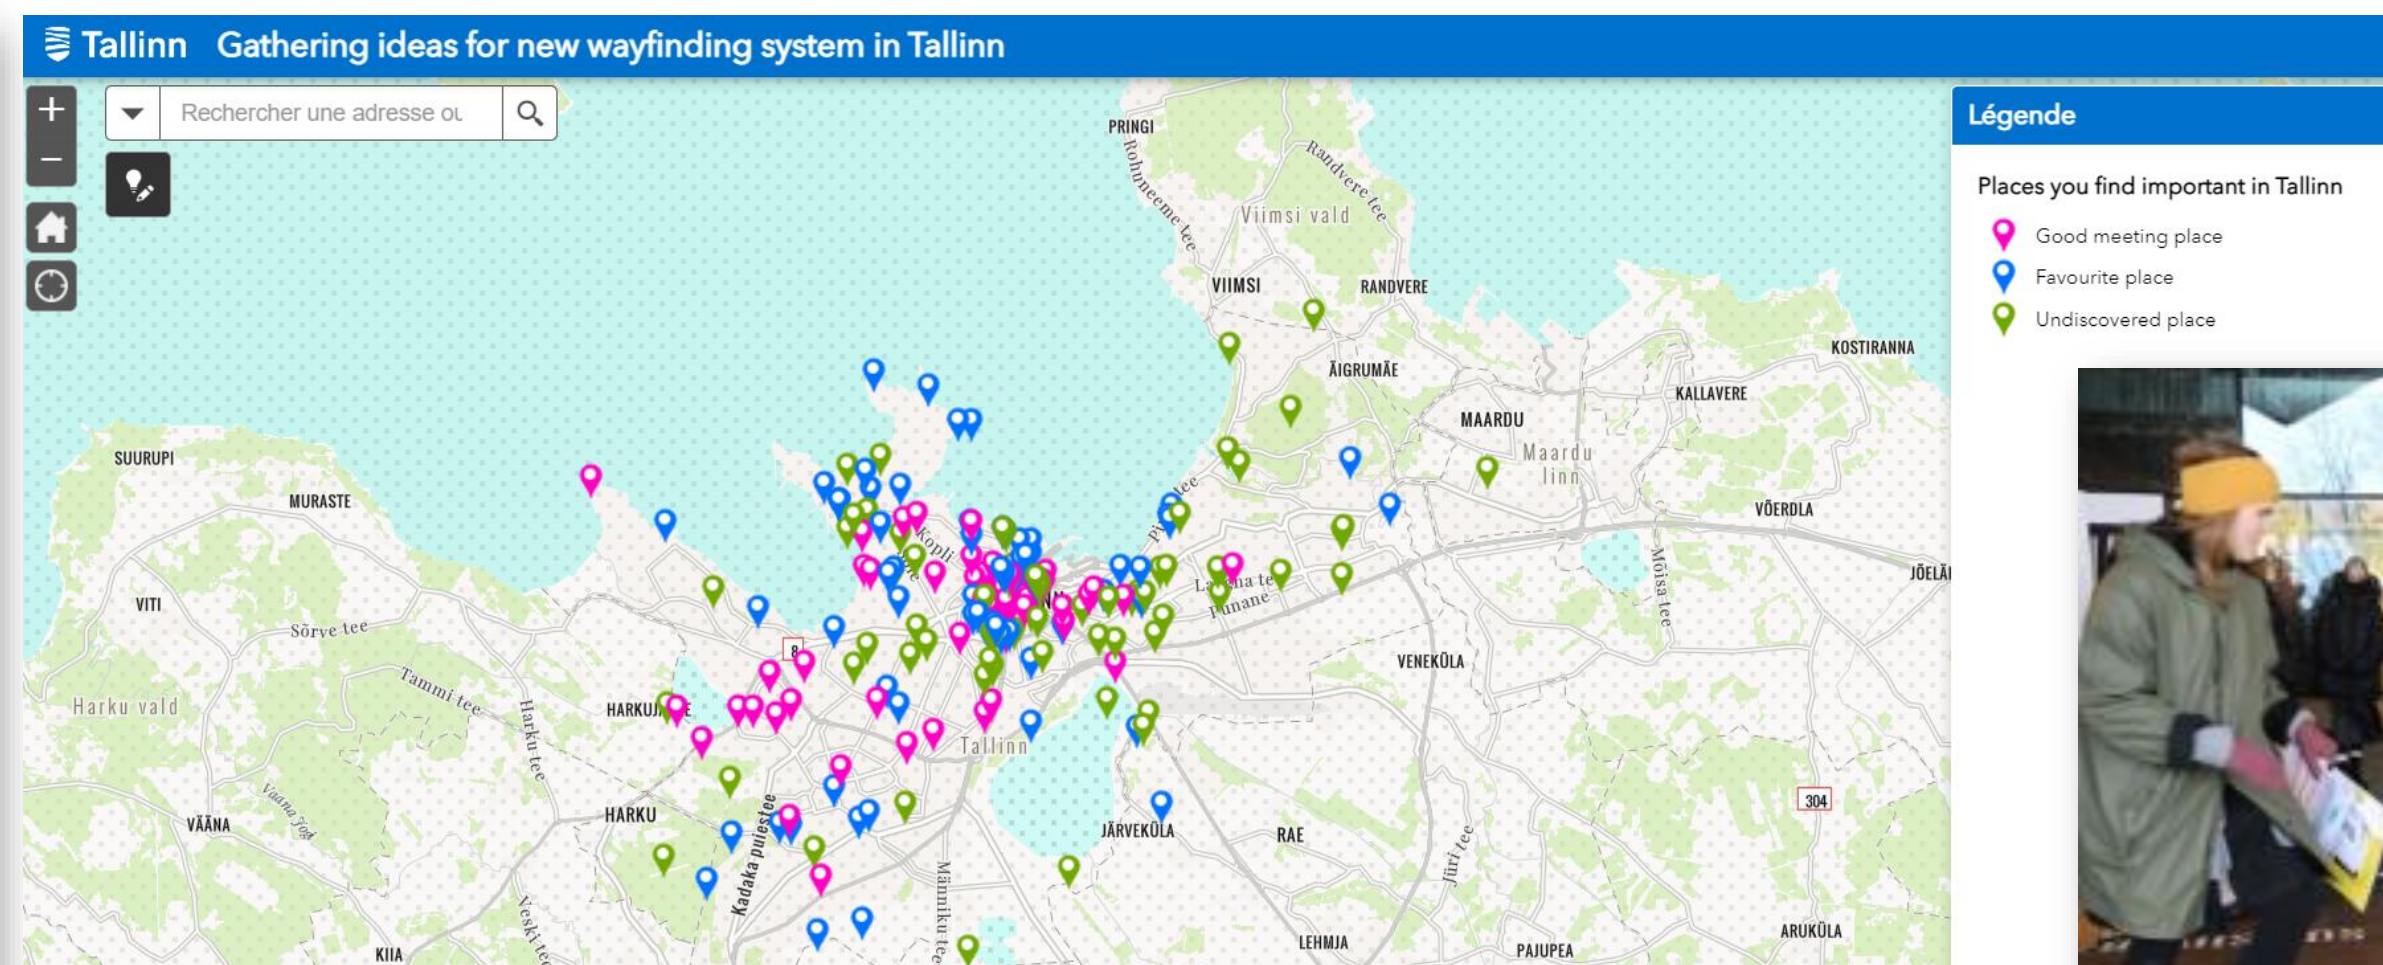 Tallinn Gathering ideas for new wayfinding system in Tallinn
+
Rechercher une adresse ou
−
Légende
Places you find important in Tallinn
Good meeting place
Favourite place
Undiscovered place
PRINGI
Rohuneeme tee
Randvere tee
Viimsi vald
VIIMSI
RANDVERE
KOSTIRANNA
ÄIGRUMÄE
KALLAVERE
MAARDU
Maardu
linn
SUURUPI
MURASTE
VÕERDLA
Kopli
Mõisa tee
VITI
Sõrve tee
Punane
8
VENEKÜLA
Tammi tee
Harku vald
Harku tee
Tallinn
304
Vääna jõgi
HARKU
VÄÄNA
Kadaka puiestee
JÄRVEKÜLA
RAE
Jüri tee
Männiku tee
Veski tee
ARUKÜLA
LEHMJA
PAJUPEA
KIIA